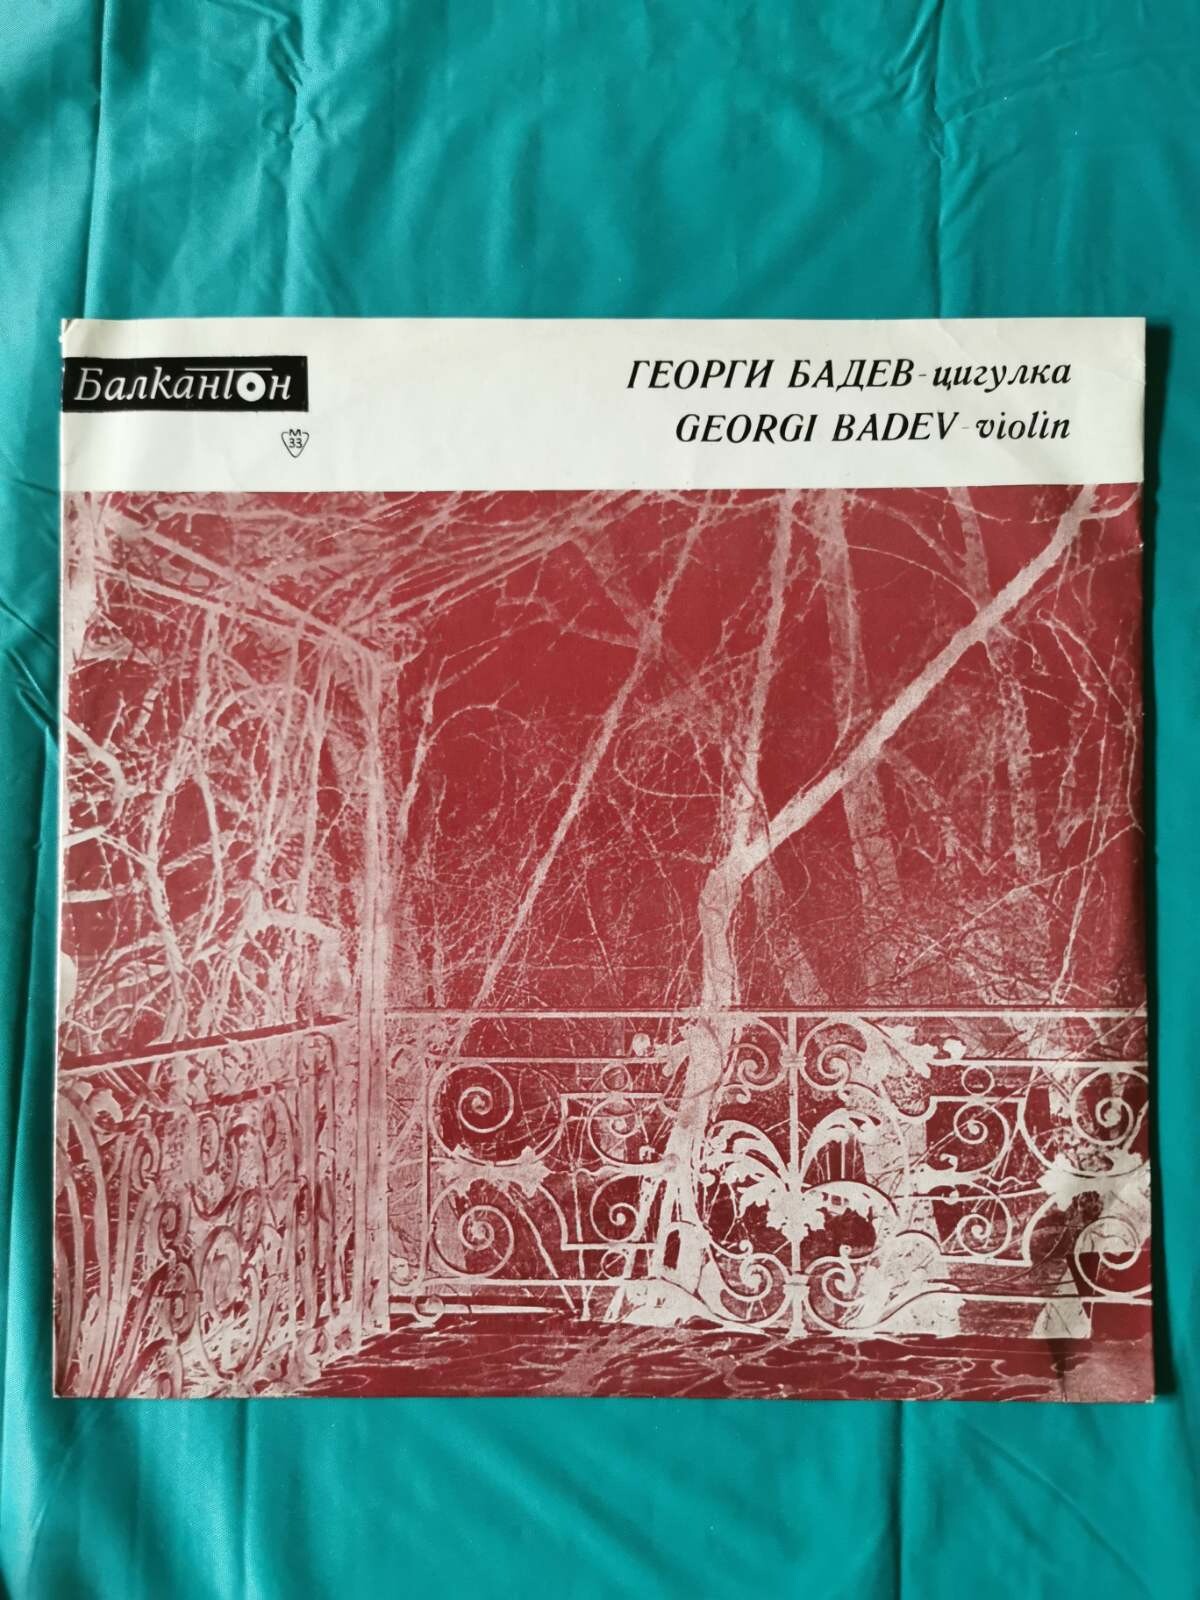 Балкантон
М
33
ГЕОРГИ БАДЕВ - цигулка
GEORGI BADEV - violin